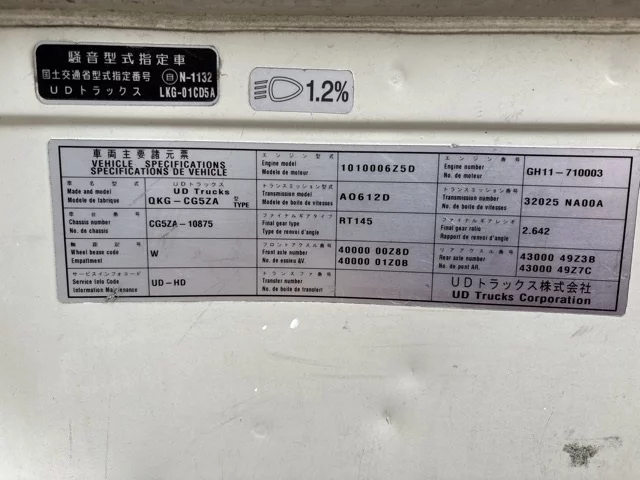 騒音型式指定車
国土交通省型式指定番号 自 N-1132
UDトラックス LKG-01CD5A
1.2%
車両主要諸元表
VEHICLE SPECIFICATIONS
SPECIFICATIONS DE VEHICLE
エンジン型式
Engine model
Modele de moteur
1010006Z5D
エンジン番号
Engine number
No. de moteur
GH11-710003
車名
Made and model
Modele de fabrique
UDトラックス
UD Trucks
QKG-CG5ZA 型 TYPE
トランスミッション型式
Transmission model
No. de boite de vitesses
AO612D
トランスミッション番号
Transmission number
No. de boite de vitesses
32025 NA00A
車台番号
Chassis number
No. de chassis
CG5ZA-10875
ファイナルギアタイプ
Final gear type
Type de renvoi d'angle
RT145
ファイナルギアレシオ
Final gear ratio
Rapport de renvoi d'angle
2.642
軸距記号
Wheel bease code
Empattement
W
フロントアクスル番号
Front axle number
No. de essieu AV.
40000 00Z8D
40000 01Z0B
リアアクスル番号
Rear axle number
No. de pont AR.
43000 49Z3B
43000 49Z7C
サービスインフォコード
Service Info Code
Information Maintenance
UD-HD
トランスファ番号
Transfer number
No. de boite de transfert
UDトラックス株式会社
UD Trucks Corporation